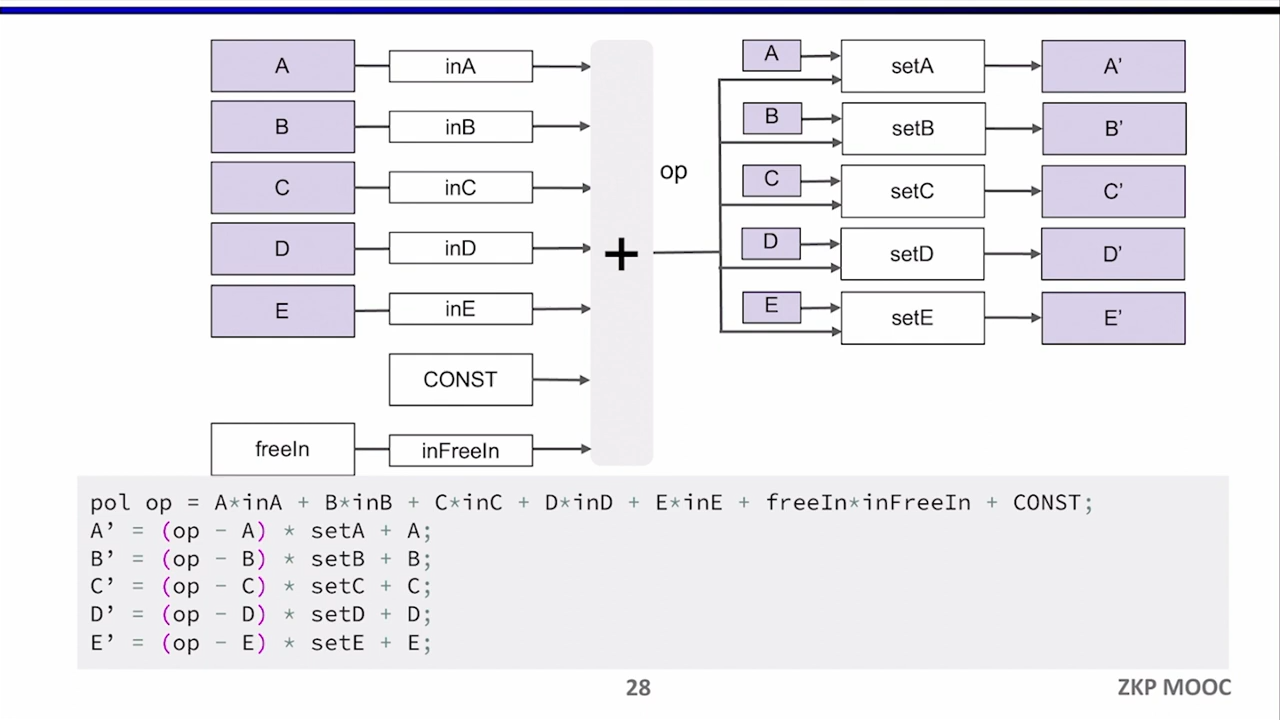 A inA A setA A’
B inB B setB B’
op
C inC C setC C’
D inD D setD D’
+
E inE E setE E’
CONST
freeIn inFreeIn
pol op = A*inA + B*inB + C*inC + D*inD + E*inE + freeIn*inFreeIn + CONST;
A’ = (op - A) * setA + A;
B’ = (op - B) * setB + B;
C’ = (op - C) * setC + C;
D’ = (op - D) * setD + D;
E’ = (op - E) * setE + E;
28 ZKP MOOC